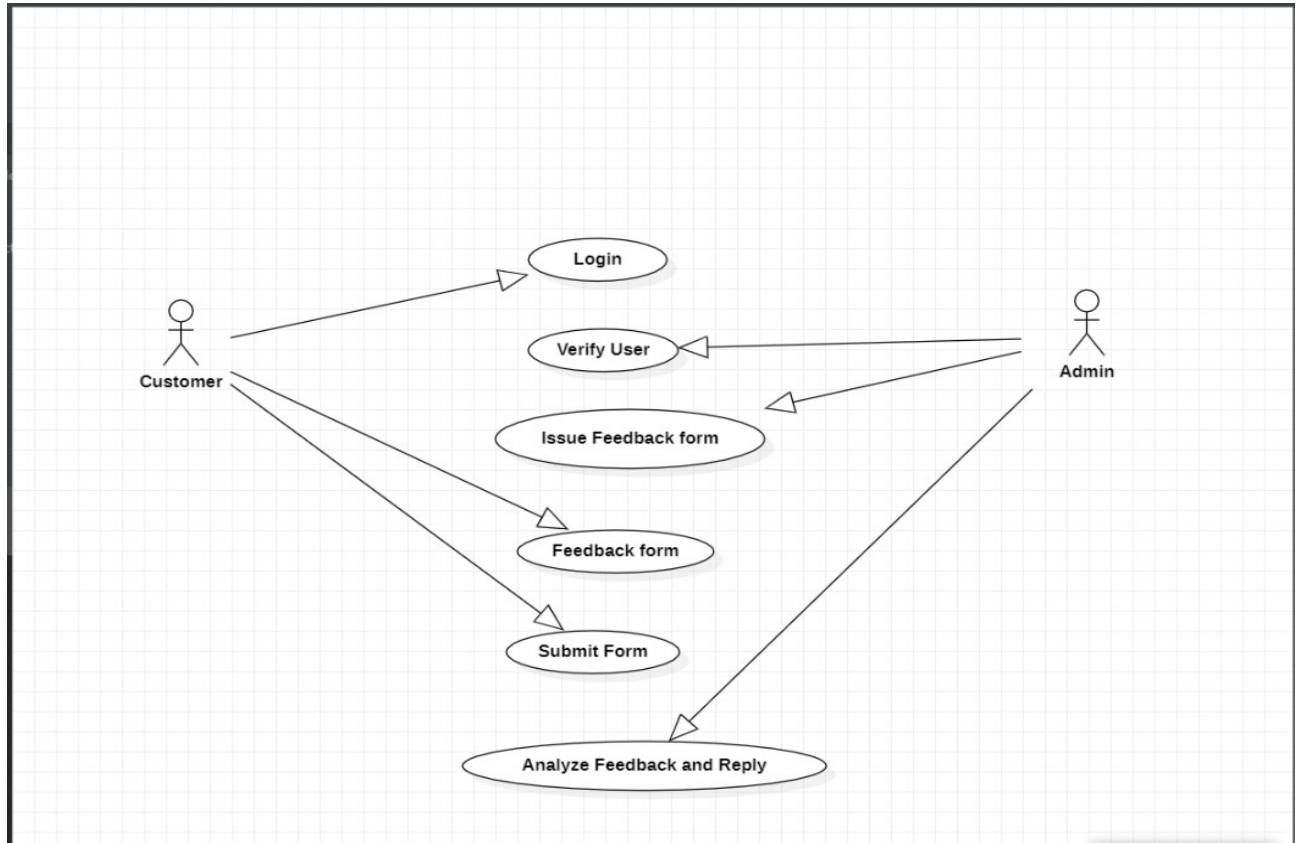 Login
Verify User
Admin
Customer
Issue Feedback form
Feedback form
Submit Form
Analyze Feedback and Reply